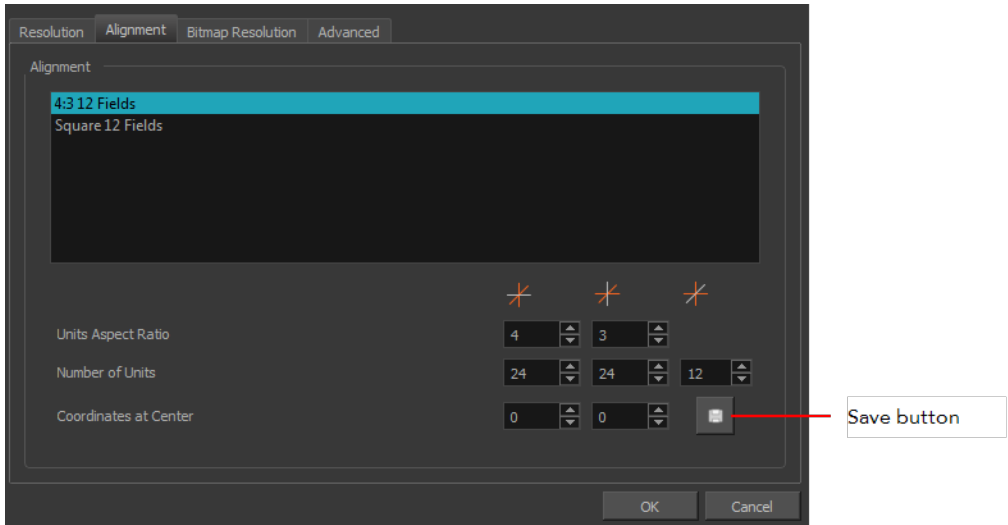 Resolution Alignment Bitmap Resolution Advanced
Alignment
4:3 12 Fields
Square 12 Fields
Units Aspect Ratio 4 3
Number of Units 24 24 12
Coordinates at Center 0 0 Save button
OK Cancel